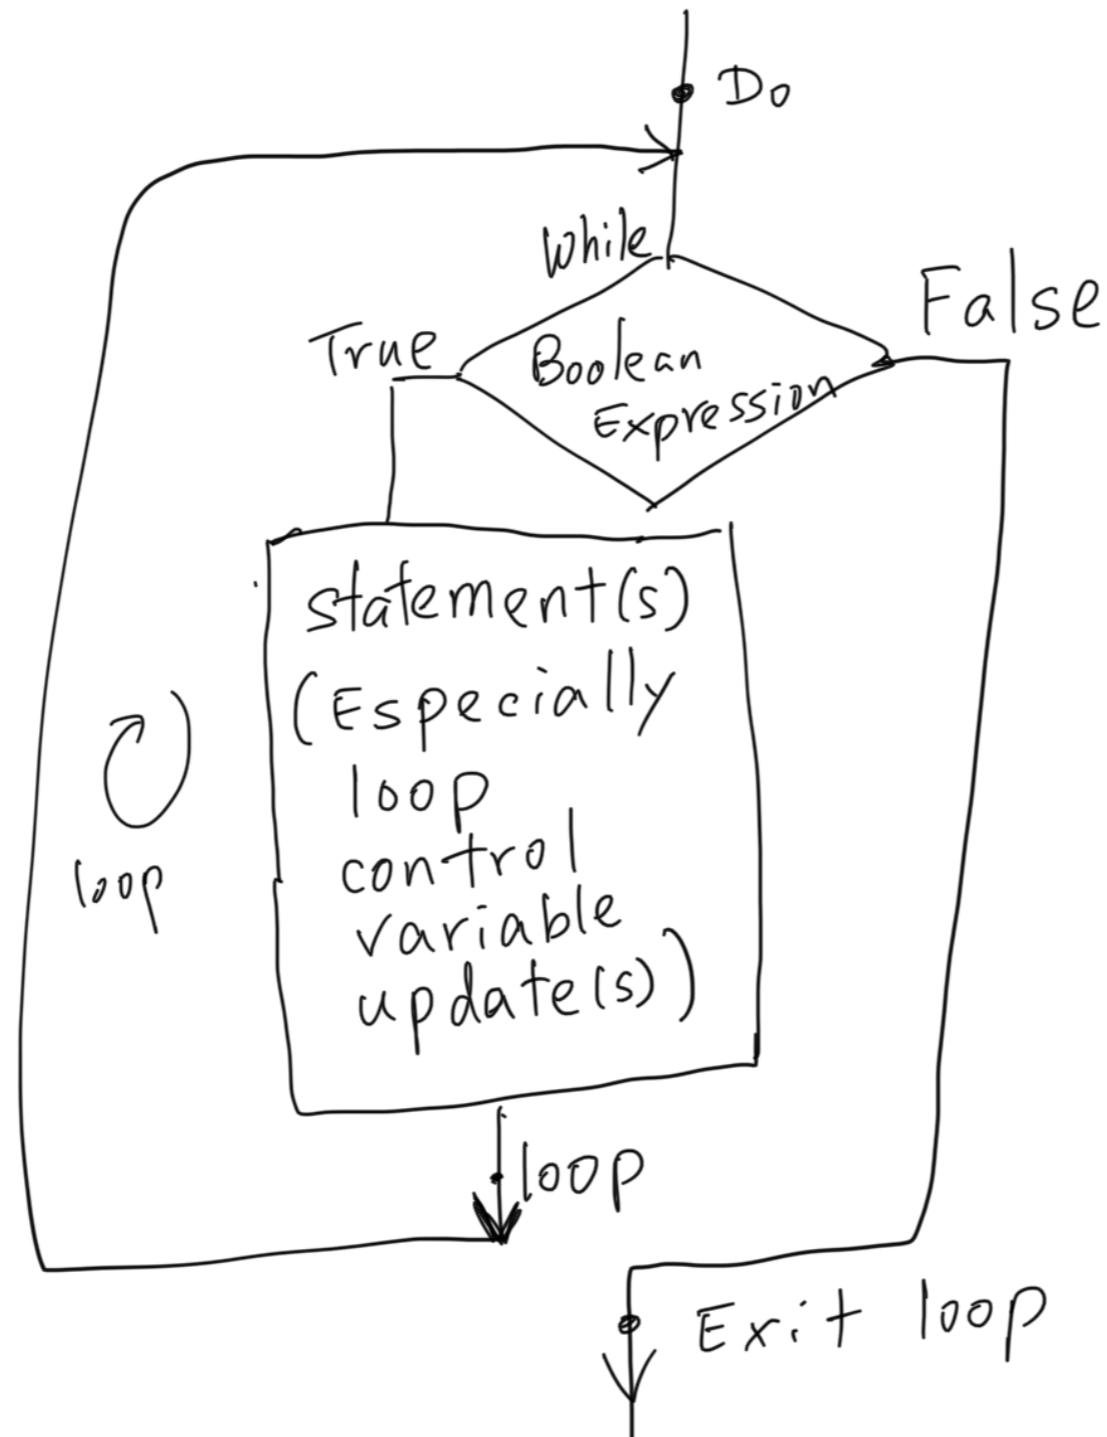 Do
While
True
False
Boolean
Expression
statement(s)
(Especially
loop
control
variable
update(s))
loop
loop
Exit loop